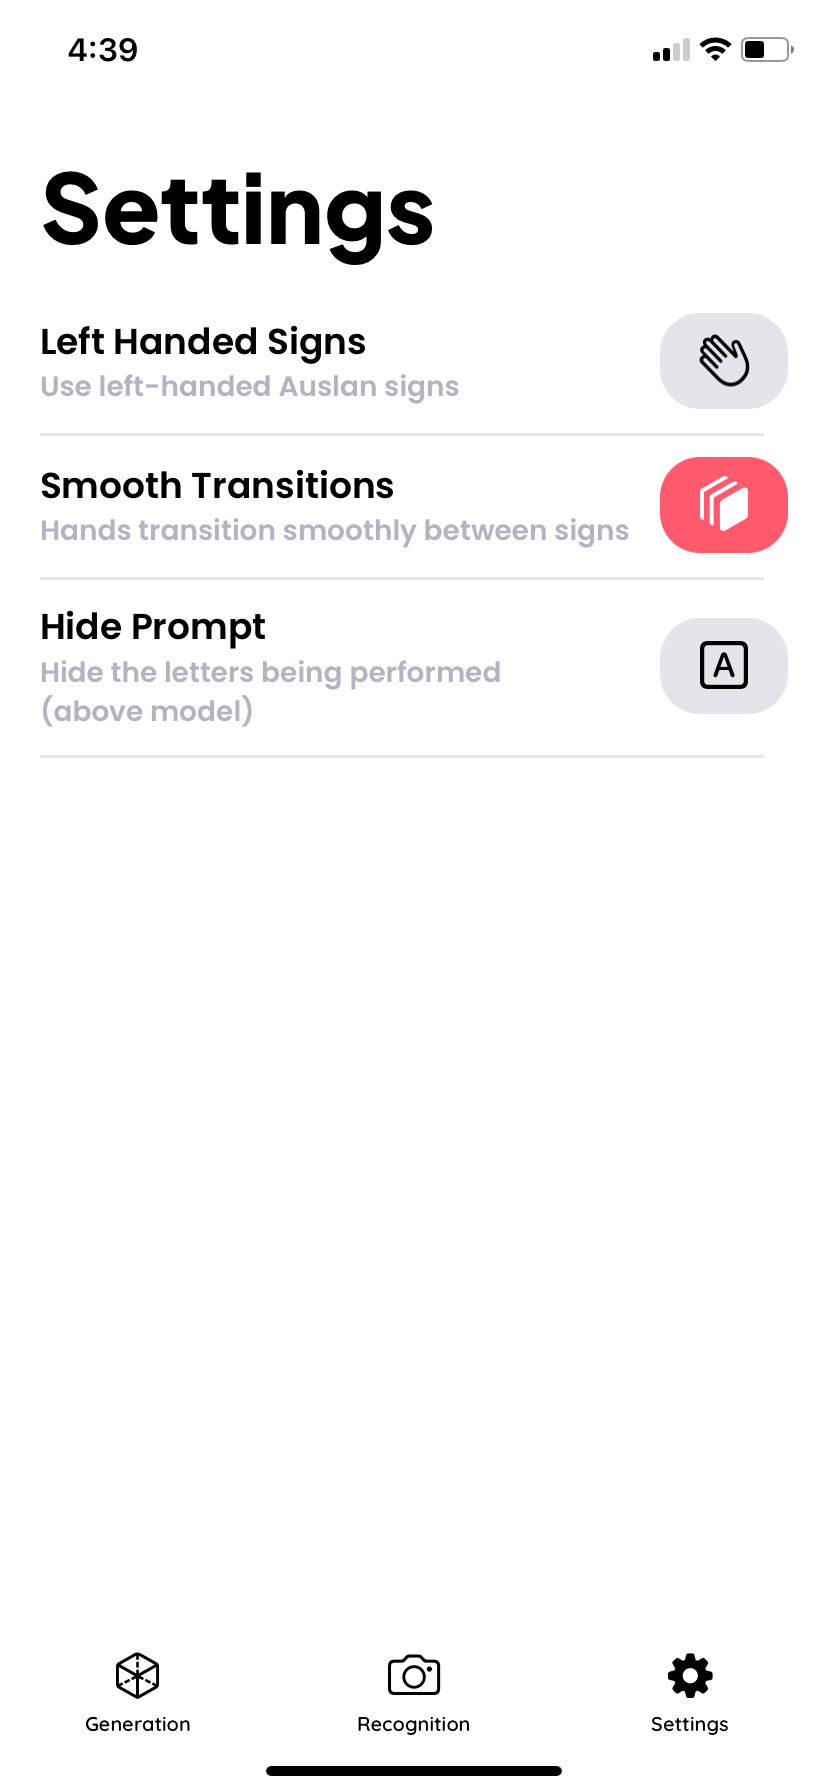 4:39
Settings
Left Handed Signs
Use left-handed Auslan signs
Smooth Transitions
Hands transition smoothly between signs
Hide Prompt
Hide the letters being performed
(above model)
A
Generation
Recognition
Settings